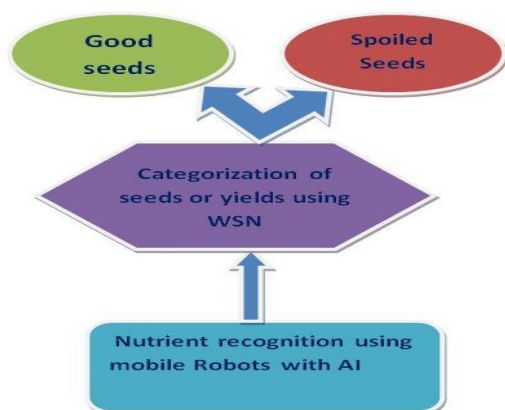 Good
seeds
Spoiled
Seeds
Categorization of
seeds or yields using
WSN
Nutrient recognition using
mobile Robots with AI